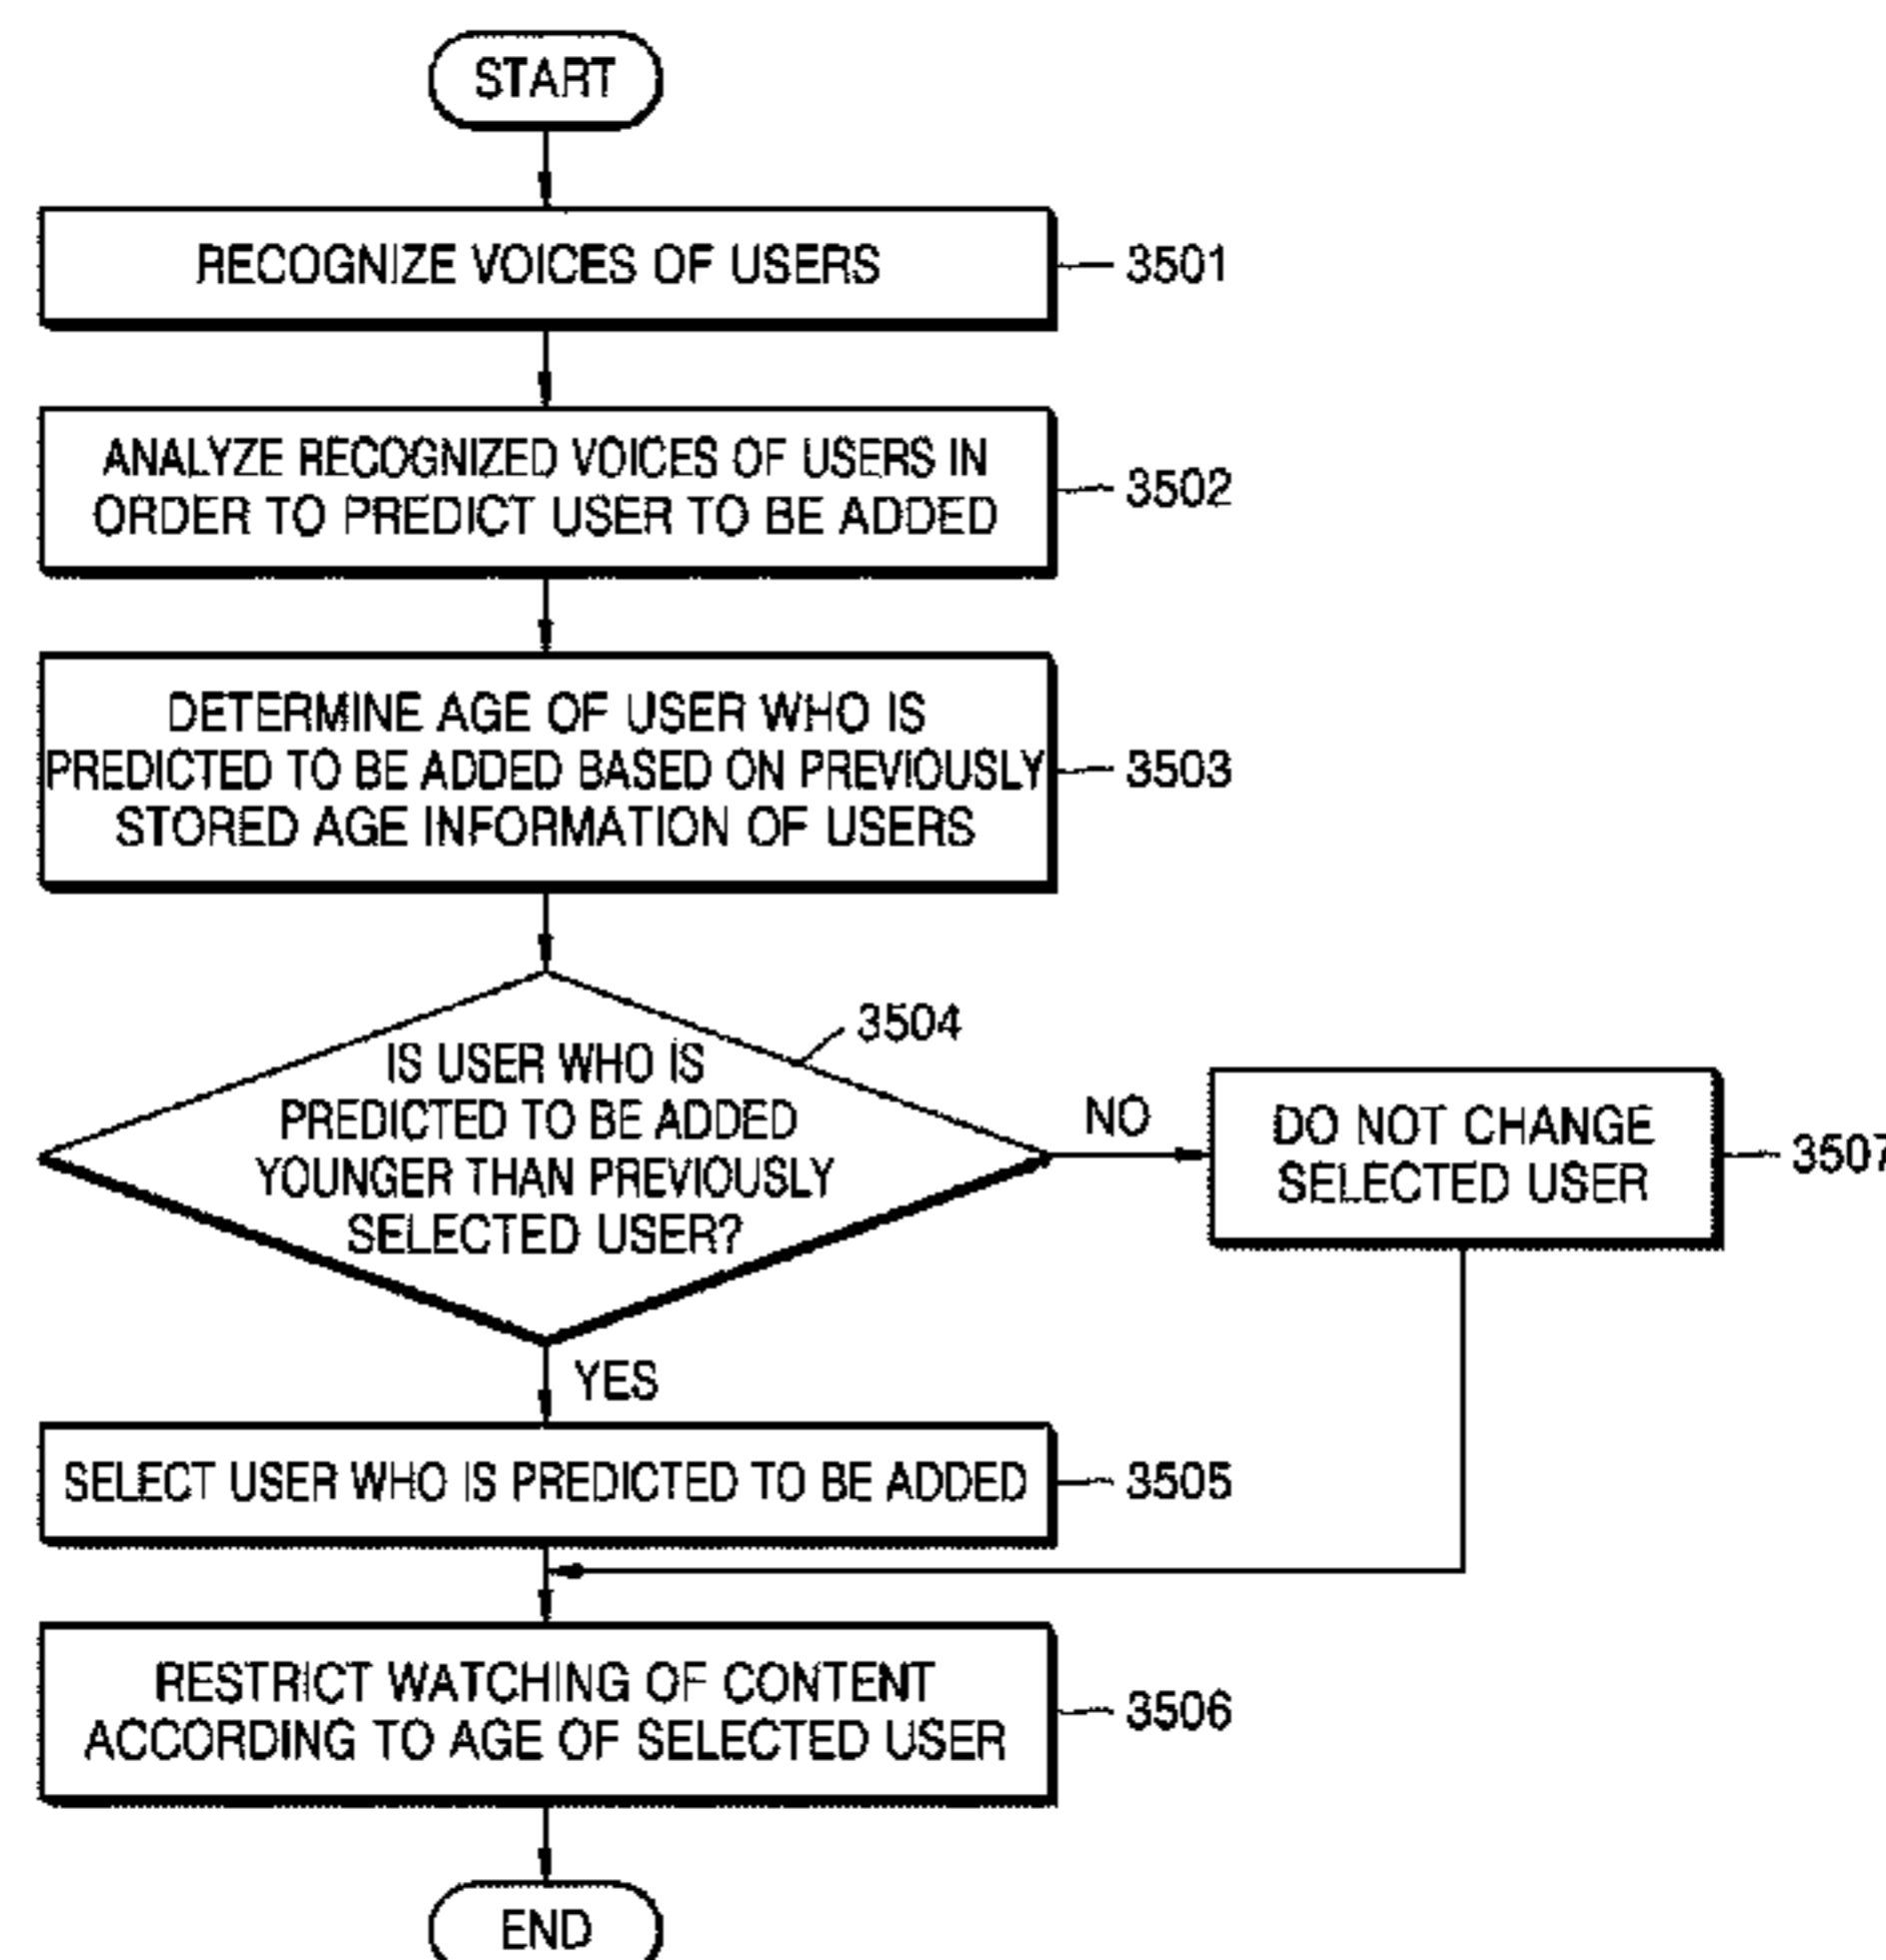 START
RECOGNIZE VOICES OF USERS
3501
ANALYZE RECOGNIZED VOICES OF USERS IN
ORDER TO PREDICT USER TO BE ADDED
3502
DETERMINE AGE OF USER WHO IS
PREDICTED TO BE ADDED BASED ON PREVIOUSLY
STORED AGE INFORMATION OF USERS
3503
3504
IS USER WHO IS
PREDICTED TO BE ADDED
YOUNGER THAN PREVIOUSLY
SELECTED USER?
NO
DO NOT CHANGE
SELECTED USER
3507
YES
SELECT USER WHO IS PREDICTED TO BE ADDED
3505
RESTRICT WATCHING OF CONTENT
ACCORDING TO AGE OF SELECTED USER
3506
END